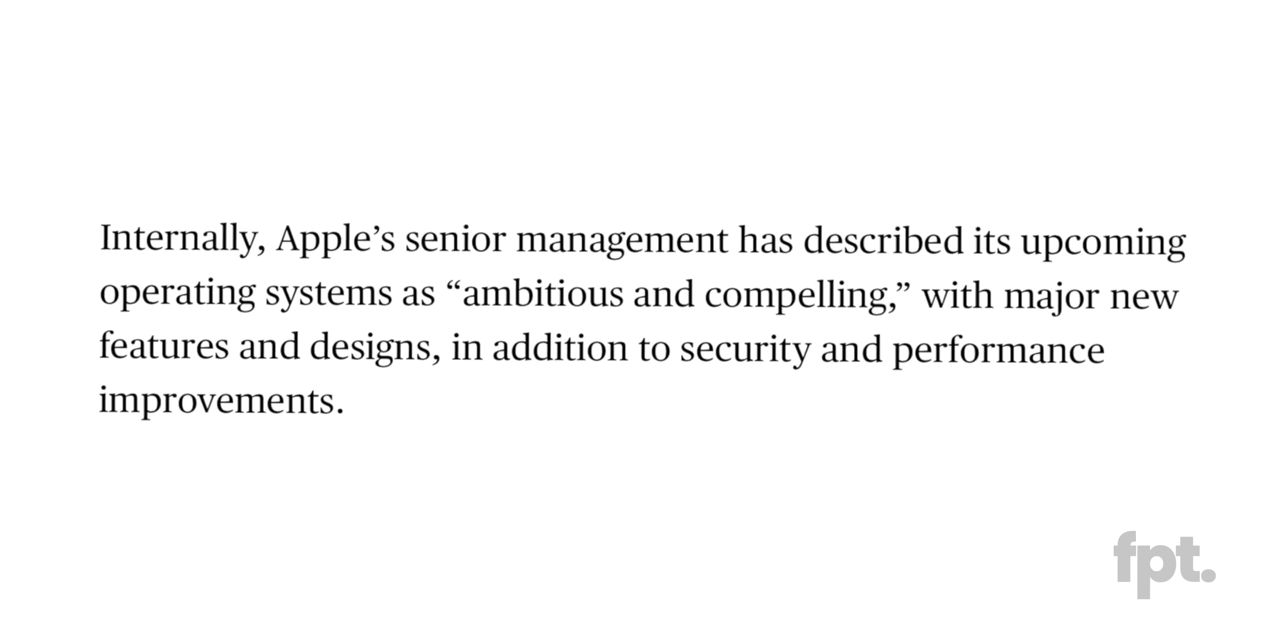 Internally, Apple’s senior management has described its upcoming
operating systems as “ambitious and compelling,” with major new
features and designs, in addition to security and performance
improvements.
fpt.